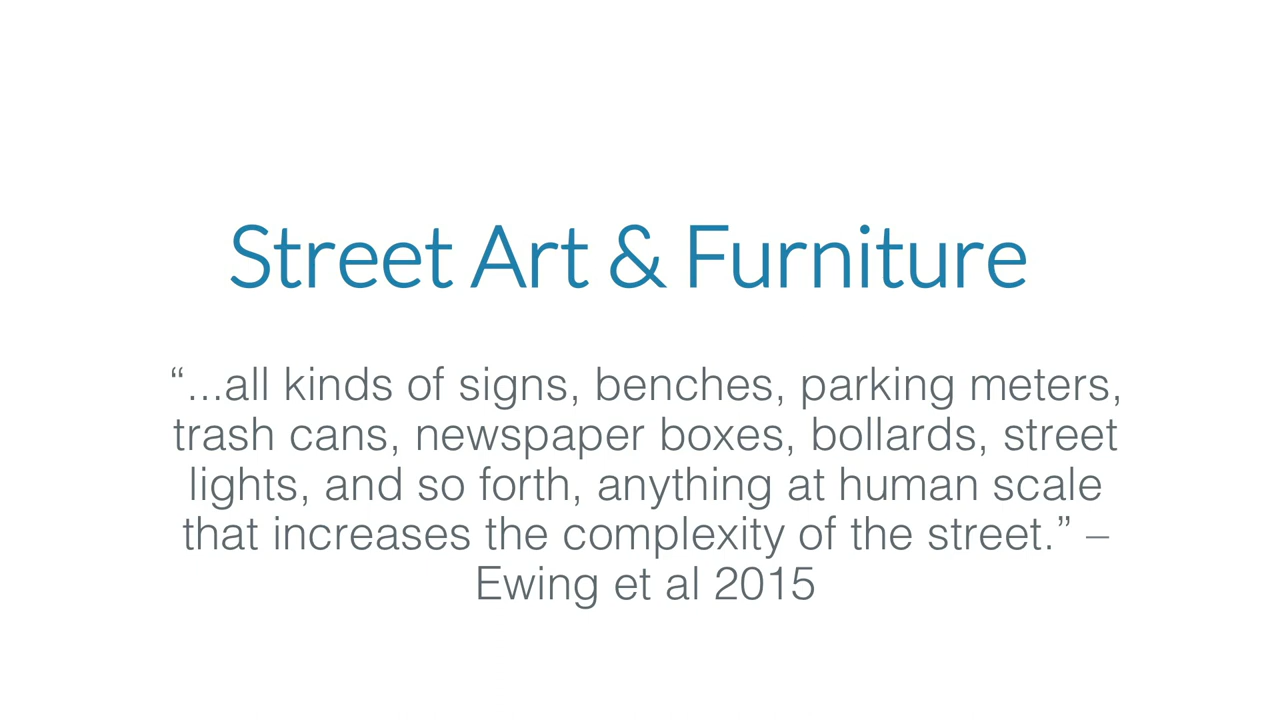 Street Art & Furniture
“...all kinds of signs, benches, parking meters,
trash cans, newspaper boxes, bollards, street
lights, and so forth, anything at human scale
that increases the complexity of the street.” –
Ewing et al 2015